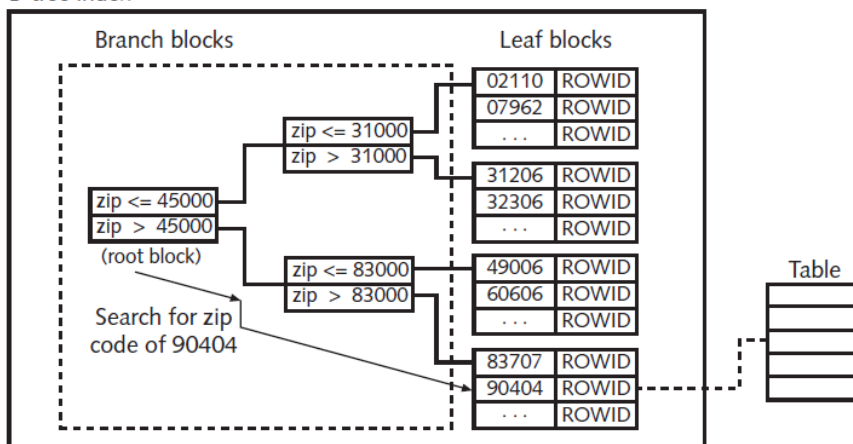 Branch blocks
Leaf blocks
02110 ROWID
07962 ROWID
... ROWID
zip <= 31000
zip > 31000
31206 ROWID
32306 ROWID
... ROWID
zip <= 45000
zip > 45000
(root block)
zip <= 83000
zip > 83000
49006 ROWID
60606 ROWID
... ROWID
Table
Search for zip
code of 90404
83707 ROWID
90404 ROWID
... ROWID